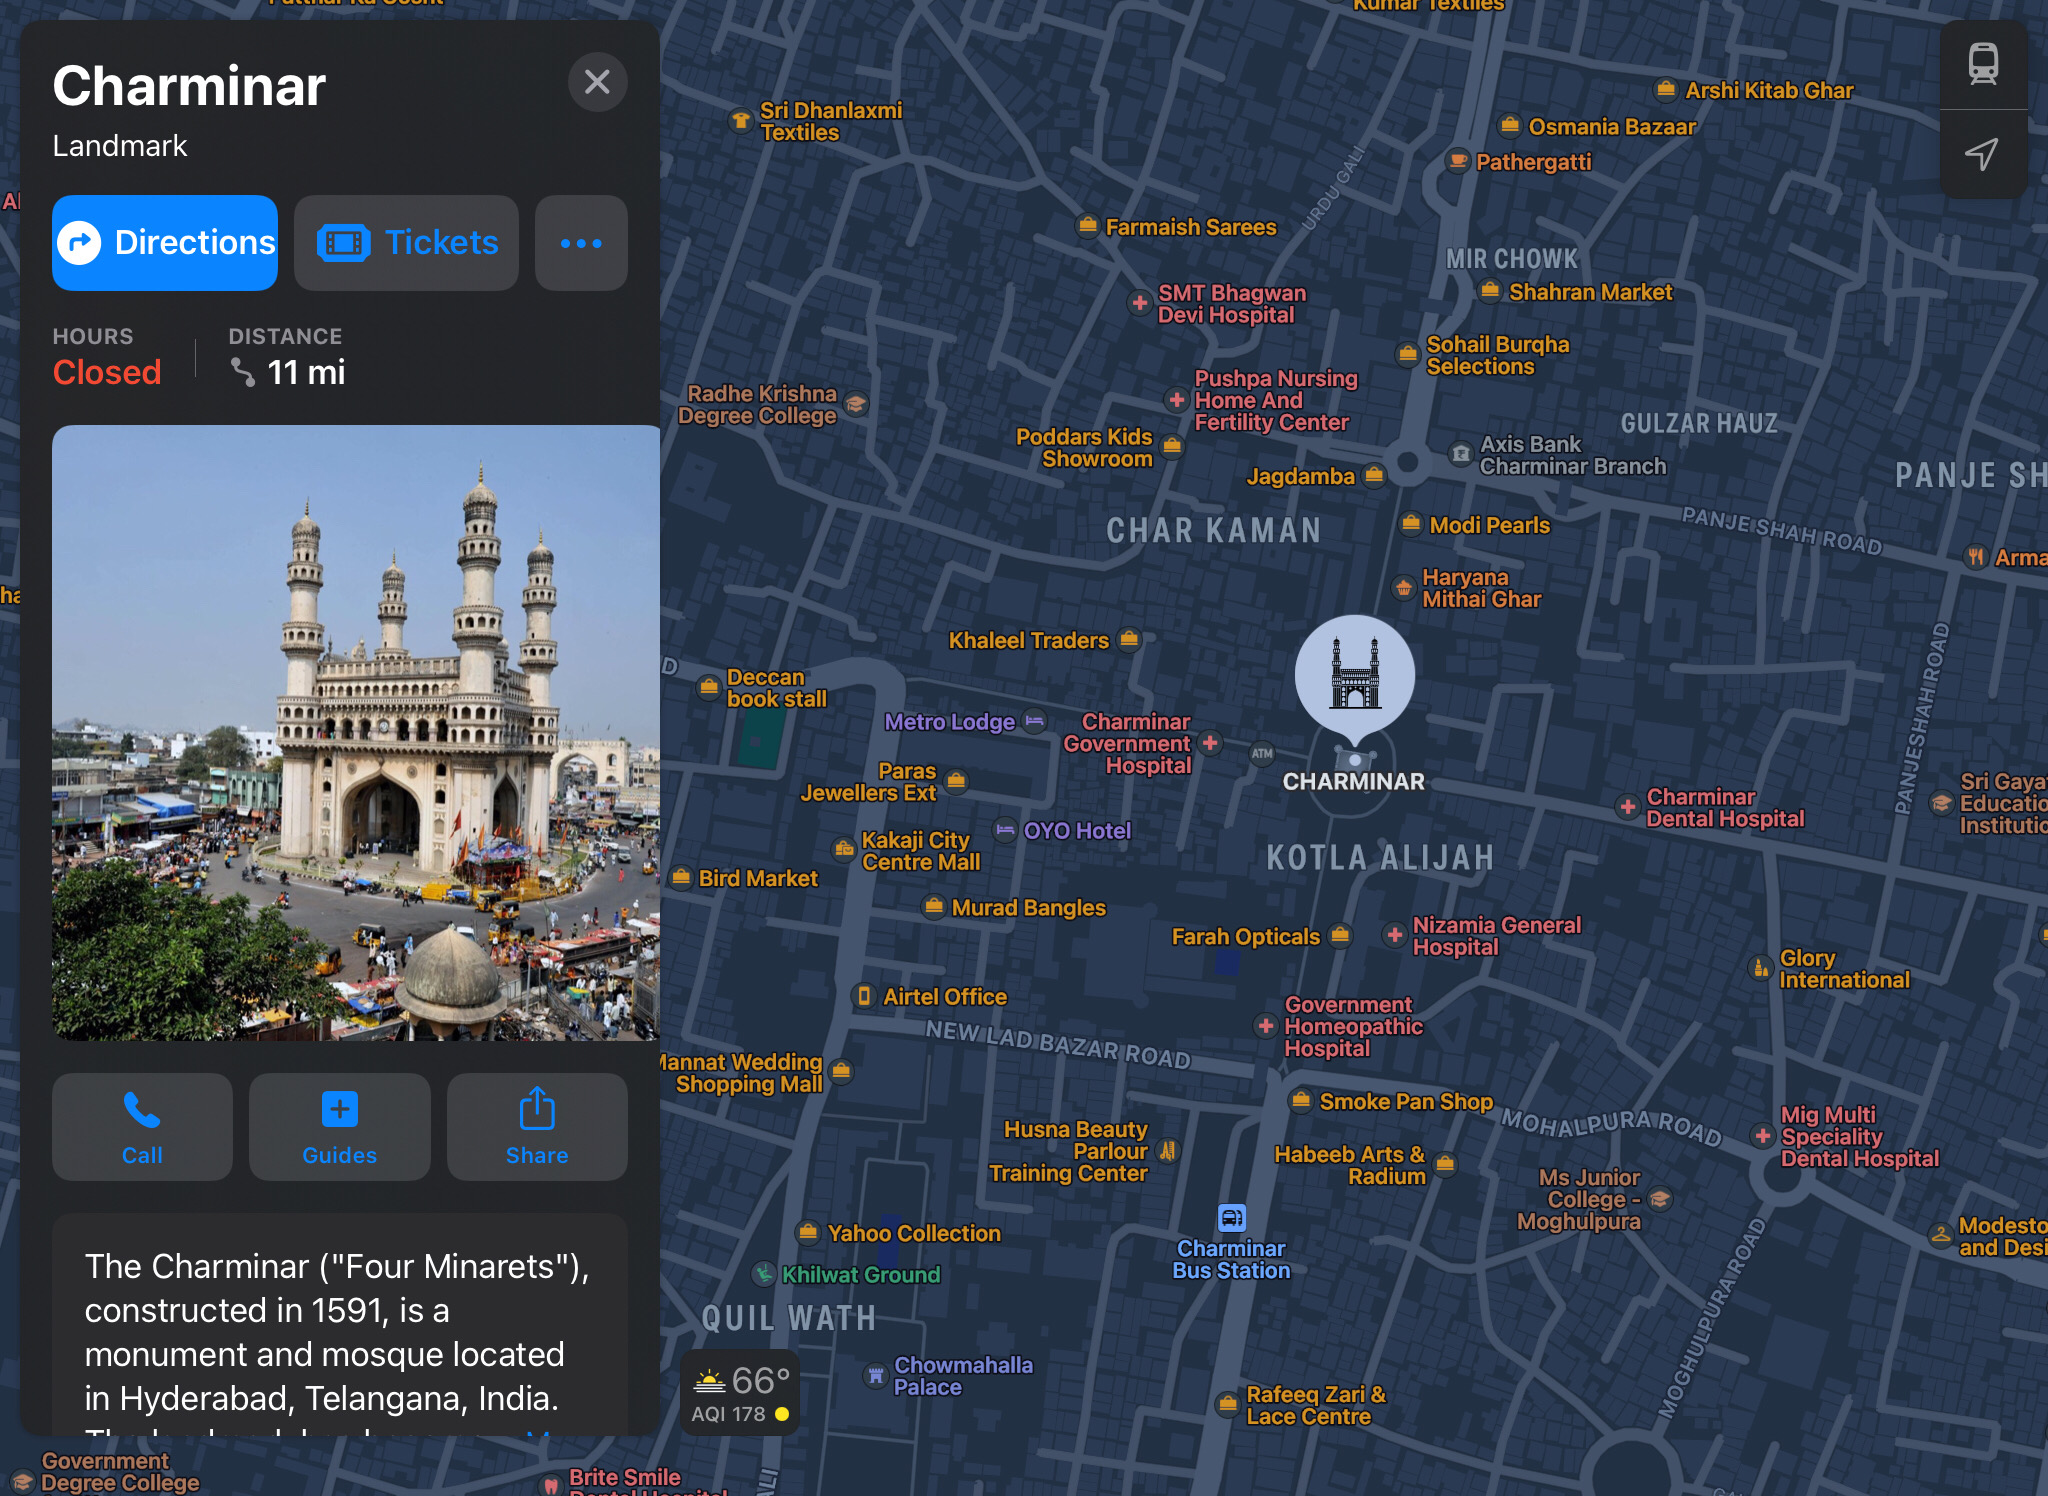 Charminar
Landmark
Directions
Tickets
HOURS
Closed
DISTANCE
11 mi
Call
Guides
Share
The Charminar ("Four Minarets"),
constructed in 1591, is a
monument and mosque located
in Hyderabad, Telangana, India.
Kumar Textiles
Sri Dhanlaxmi
Textiles
Arshi Kitab Ghar
Osmania Bazaar
Pathergatti
URDU GALI
Farmaish Sarees
MIR CHOWK
SMT Bhagwan
Devi Hospital
Shahran Market
Sohail Burqha
Selections
Radhe Krishna
Degree College
Pushpa Nursing
Home And
Fertility Center
GULZAR HAUZ
Poddars Kids
Showroom
Axis Bank
Charminar Branch
Jagdamba
PANJE SH
CHAR KAMAN
Modi Pearls
PANJE SHAH ROAD
Arma
Haryana
Mithai Ghar
Khaleel Traders
PANJESHAH ROAD
Deccan
book stall
Metro Lodge
Charminar
Government
Hospital
ATM
CHARMINAR
Paras
Jewellers Ext
Sri Gaya
Educatio
Institutio
Charminar
Dental Hospital
OYO Hotel
Kakaji City
Centre Mall
KOTLA ALIJAH
Bird Market
Murad Bangles
Farah Opticals
Nizamia General
Hospital
Glory
International
Airtel Office
Government
Homeopathic
Hospital
NEW LAD BAZAR ROAD
Mannat Wedding
Shopping Mall
Smoke Pan Shop
MOHALPURA ROAD
Mig Multi
Speciality
Dental Hospital
Husna Beauty
Parlour
Training Center
Habeeb Arts &
Radium
Ms Junior
College -
Moghulpura
Charminar
Bus Station
Yahoo Collection
Modesto
and Desi
Khilwat Ground
QUIL WATH
MOGHULPURA ROAD
Chowmahalla
Palace
66°
AQI 178
Rafeeq Zari &
Lace Centre
Government
Degree College
Brite Smile
Dental Hospital